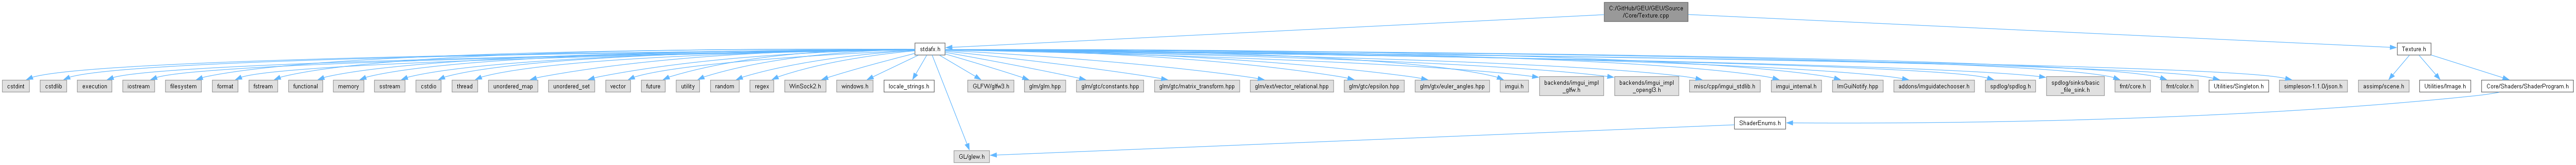 C:/GitHub/GEU/GEU/Source
/Core/Texture.cpp
stdafx.h
Texture.h
cstdint
cstdlib
execution
iostream
filesystem
format
fstream
functional
memory
sstream
cstdio
thread
unordered_map
unordered_set
vector
future
utility
random
regex
WinSock2.h
windows.h
locale_strings.h
GLFW/glfw3.h
glm/glm.hpp
glm/gtc/constants.hpp
glm/gtc/matrix_transform.hpp
glm/ext/vector_relational.hpp
glm/gtc/epsilon.hpp
glm/gtx/euler_angles.hpp
imgui.h
backends/imgui_impl
_glfw.h
backends/imgui_impl
_opengl3.h
misc/cpp/imgui_stdlib.h
imgui_internal.h
ImGuiNotify.hpp
addons/imguidatechooser.h
spdlog/spdlog.h
spdlog/sinks/basic
_file_sink.h
fmt/core.h
fmt/color.h
Utilities/Singleton.h
simpleson-1.1.0/json.h
assimp/scene.h
Utilities/Image.h
Core/Shaders/ShaderProgram.h
ShaderEnums.h
GL/glew.h